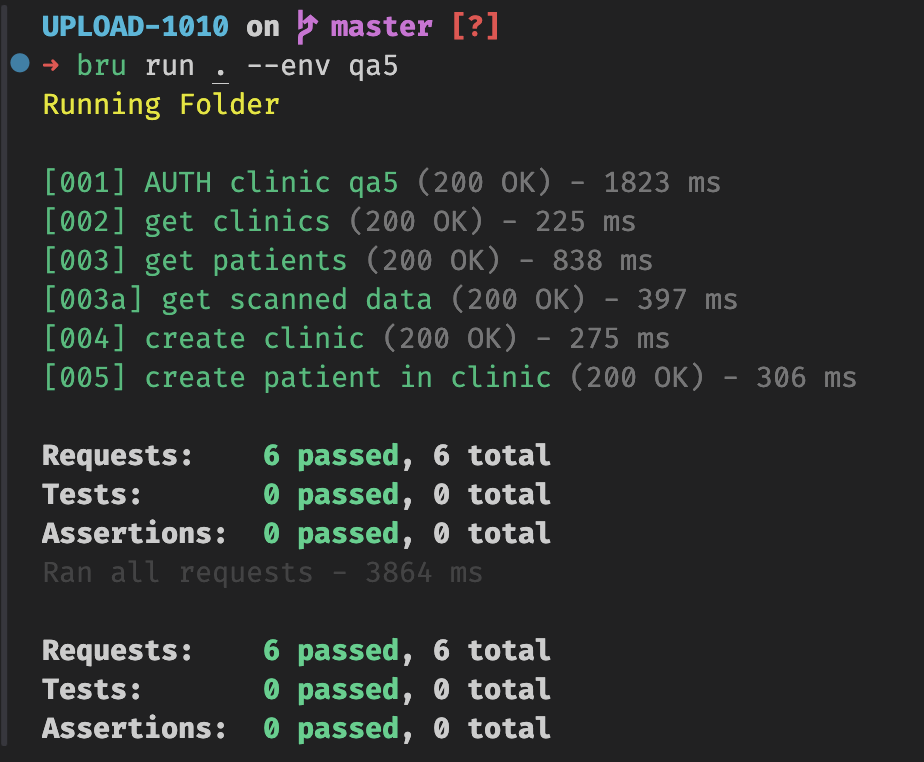 UPLOAD-1010 on master [?]
➜ bru run . --env qa5
Running Folder
[001] AUTH clinic qa5 (200 OK) - 1823 ms
[002] get clinics (200 OK) - 225 ms
[003] get patients (200 OK) - 838 ms
[003a] get scanned data (200 OK) - 397 ms
[004] create clinic (200 OK) - 275 ms
[005] create patient in clinic (200 OK) - 306 ms
Requests: 6 passed, 6 total
Tests: 0 passed, 0 total
Assertions: 0 passed, 0 total
Ran all requests - 3864 ms
Requests: 6 passed, 6 total
Tests: 0 passed, 0 total
Assertions: 0 passed, 0 total